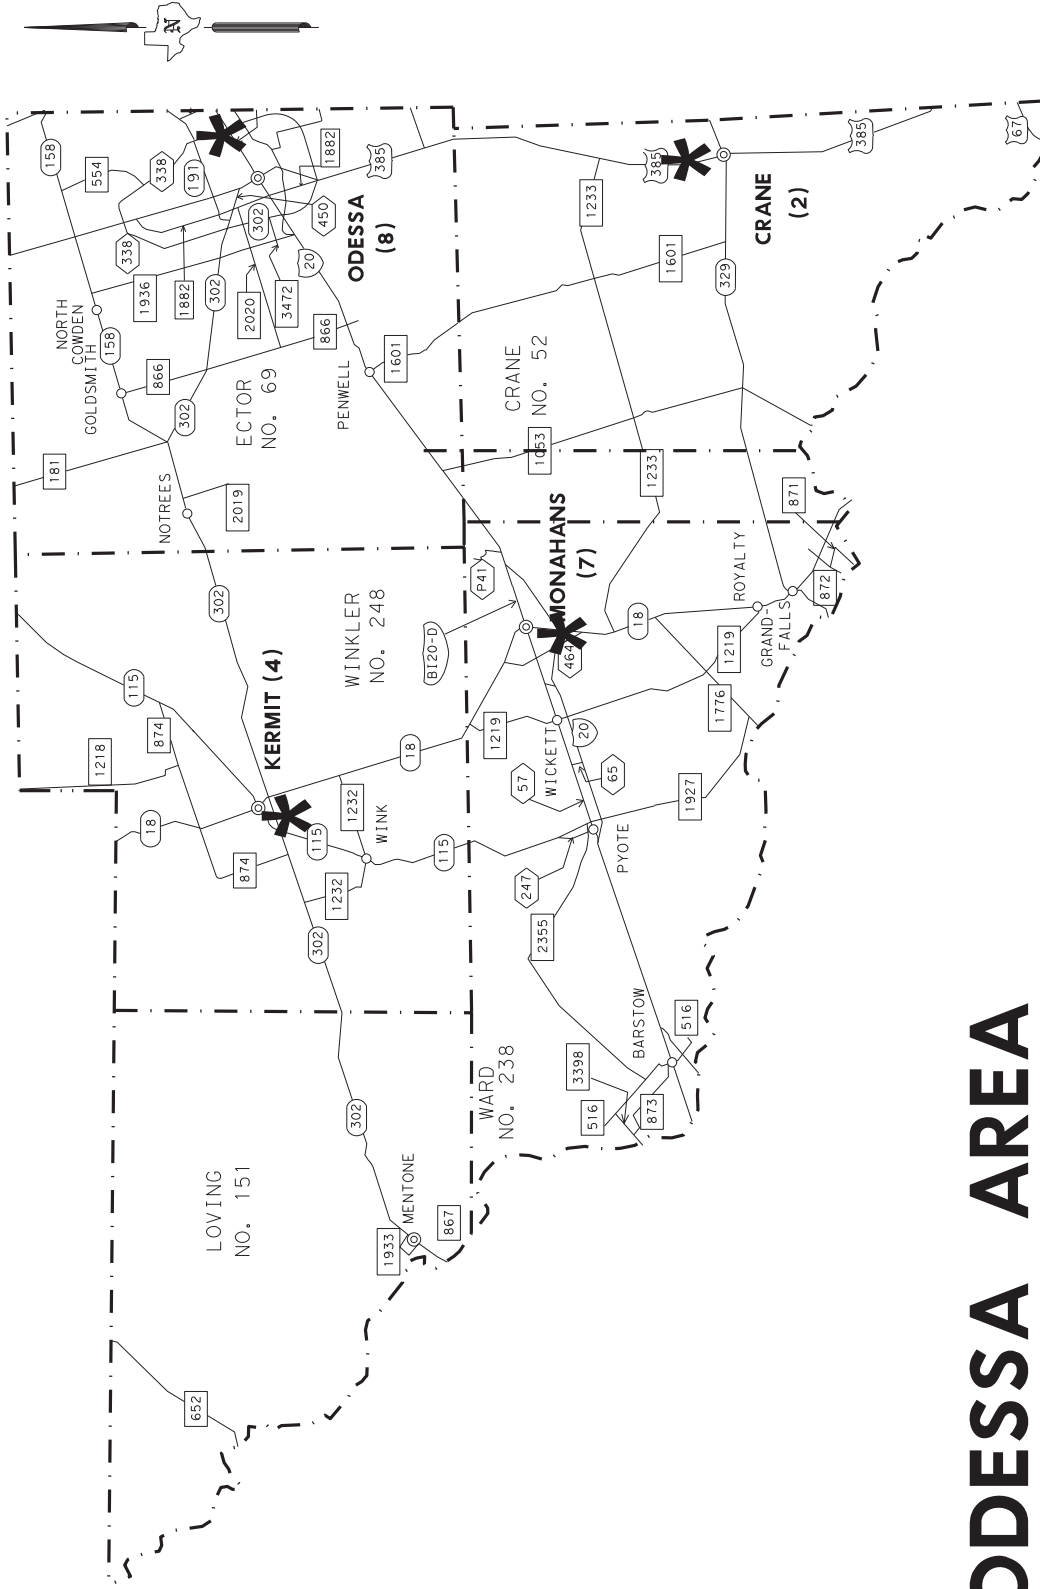 N
652
LOVING
NO. 151
302
1933
MENTONE
867
181
115
1218
874
18
874
KERMIT (4)
302
115
1232
1232
WINK
18
302
115
WINKLER
NO. 248
158
554
338
191
338
1936
1882
NORTH
COWDEN
158
GOLDSMITH
866
302
302
2020
3472
302
450
1882
385
ODESSA
(8)
20
866
ECTOR
NO. 69
PENWELL
1601
NOTREES
2019
WARD
NO. 238
P41
BI20-D
MONAHANS
(7)
464
18
1219
WICKETT
20
57
65
1927
PYOTE
247
2355
BARSTOW
516
3398
516
873
1219
1776
ROYALTY
GRAND-
FALLS
871
872
CRANE
NO. 52
1053
1233
1233
385
CRANE
(2)
1601
329
385
67
ODESSA AREA